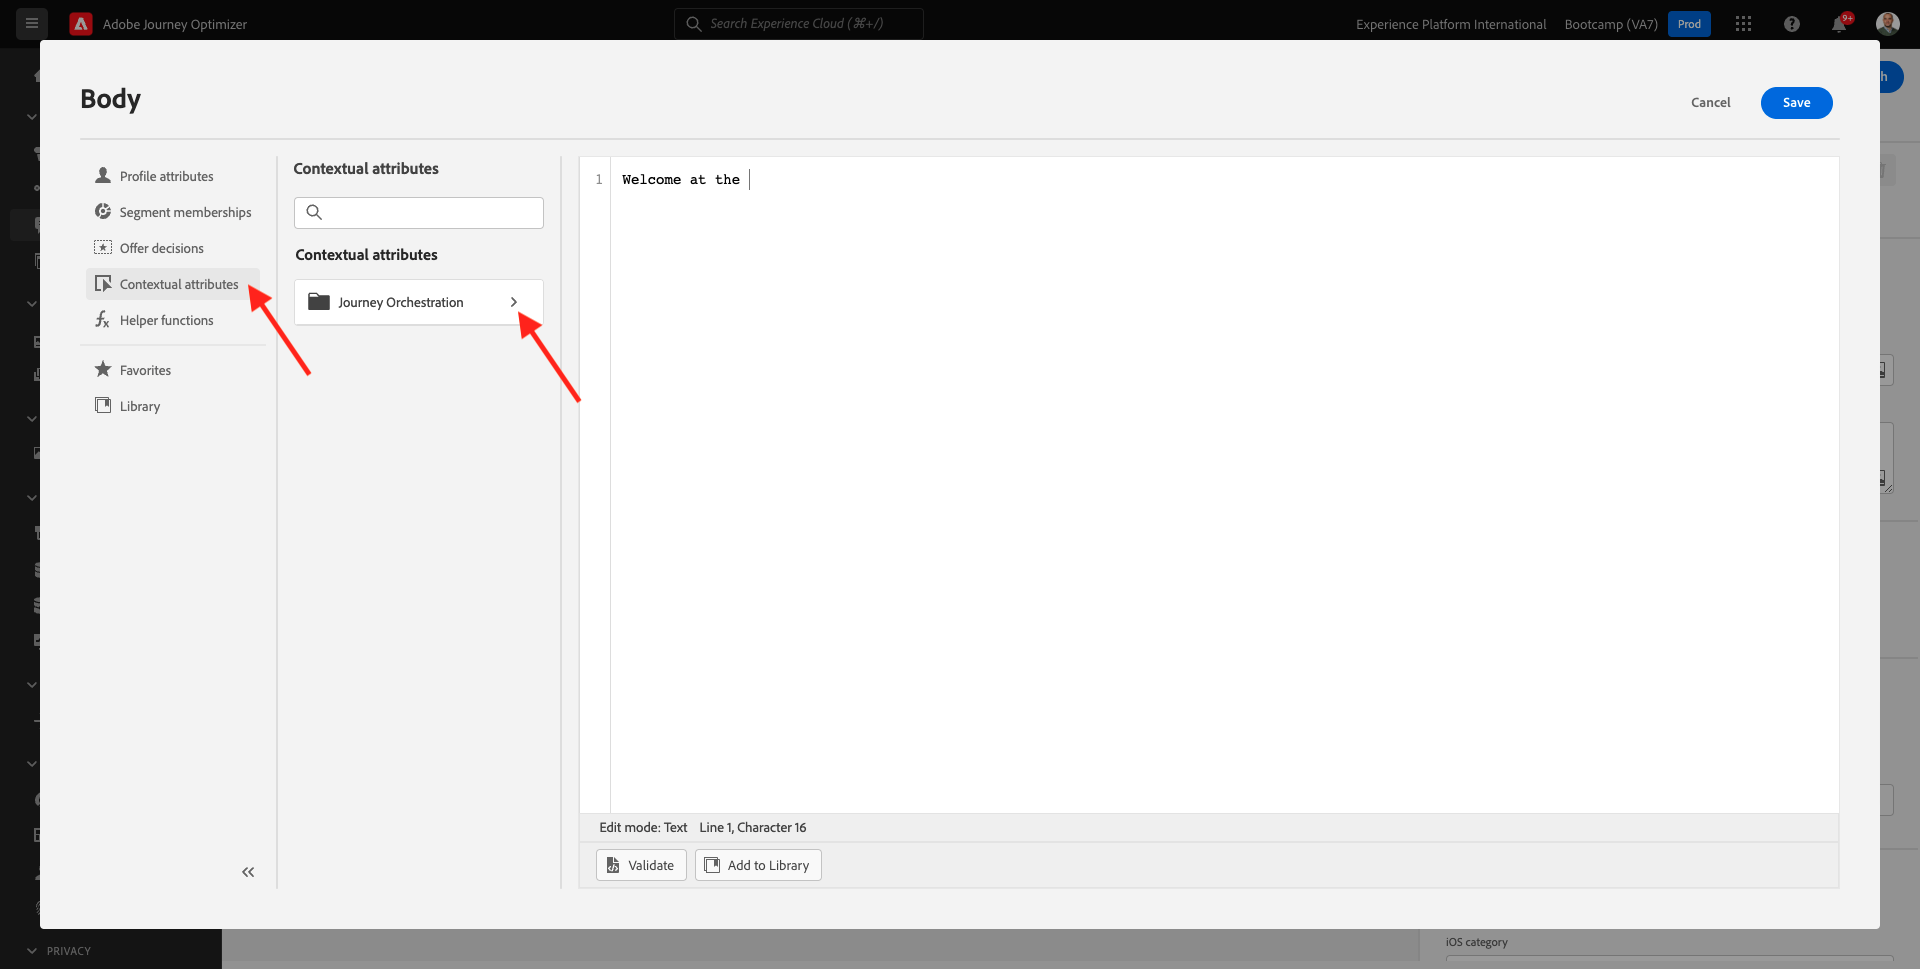 Adobe Journey Optimizer
Search Experience Cloud (⌘+/)
Experience Platform International
Bootcamp (VA7)
Prod
9+
Body
Cancel
Save
h
Profile attributes
Segment memberships
Offer decisions
Contextual attributes
Helper functions
Favorites
Library
Contextual attributes
Contextual attributes
Journey Orchestration
1
Welcome at the
Edit mode: Text
Line 1, Character 16
Validate
Add to Library
PRIVACY
iOS category